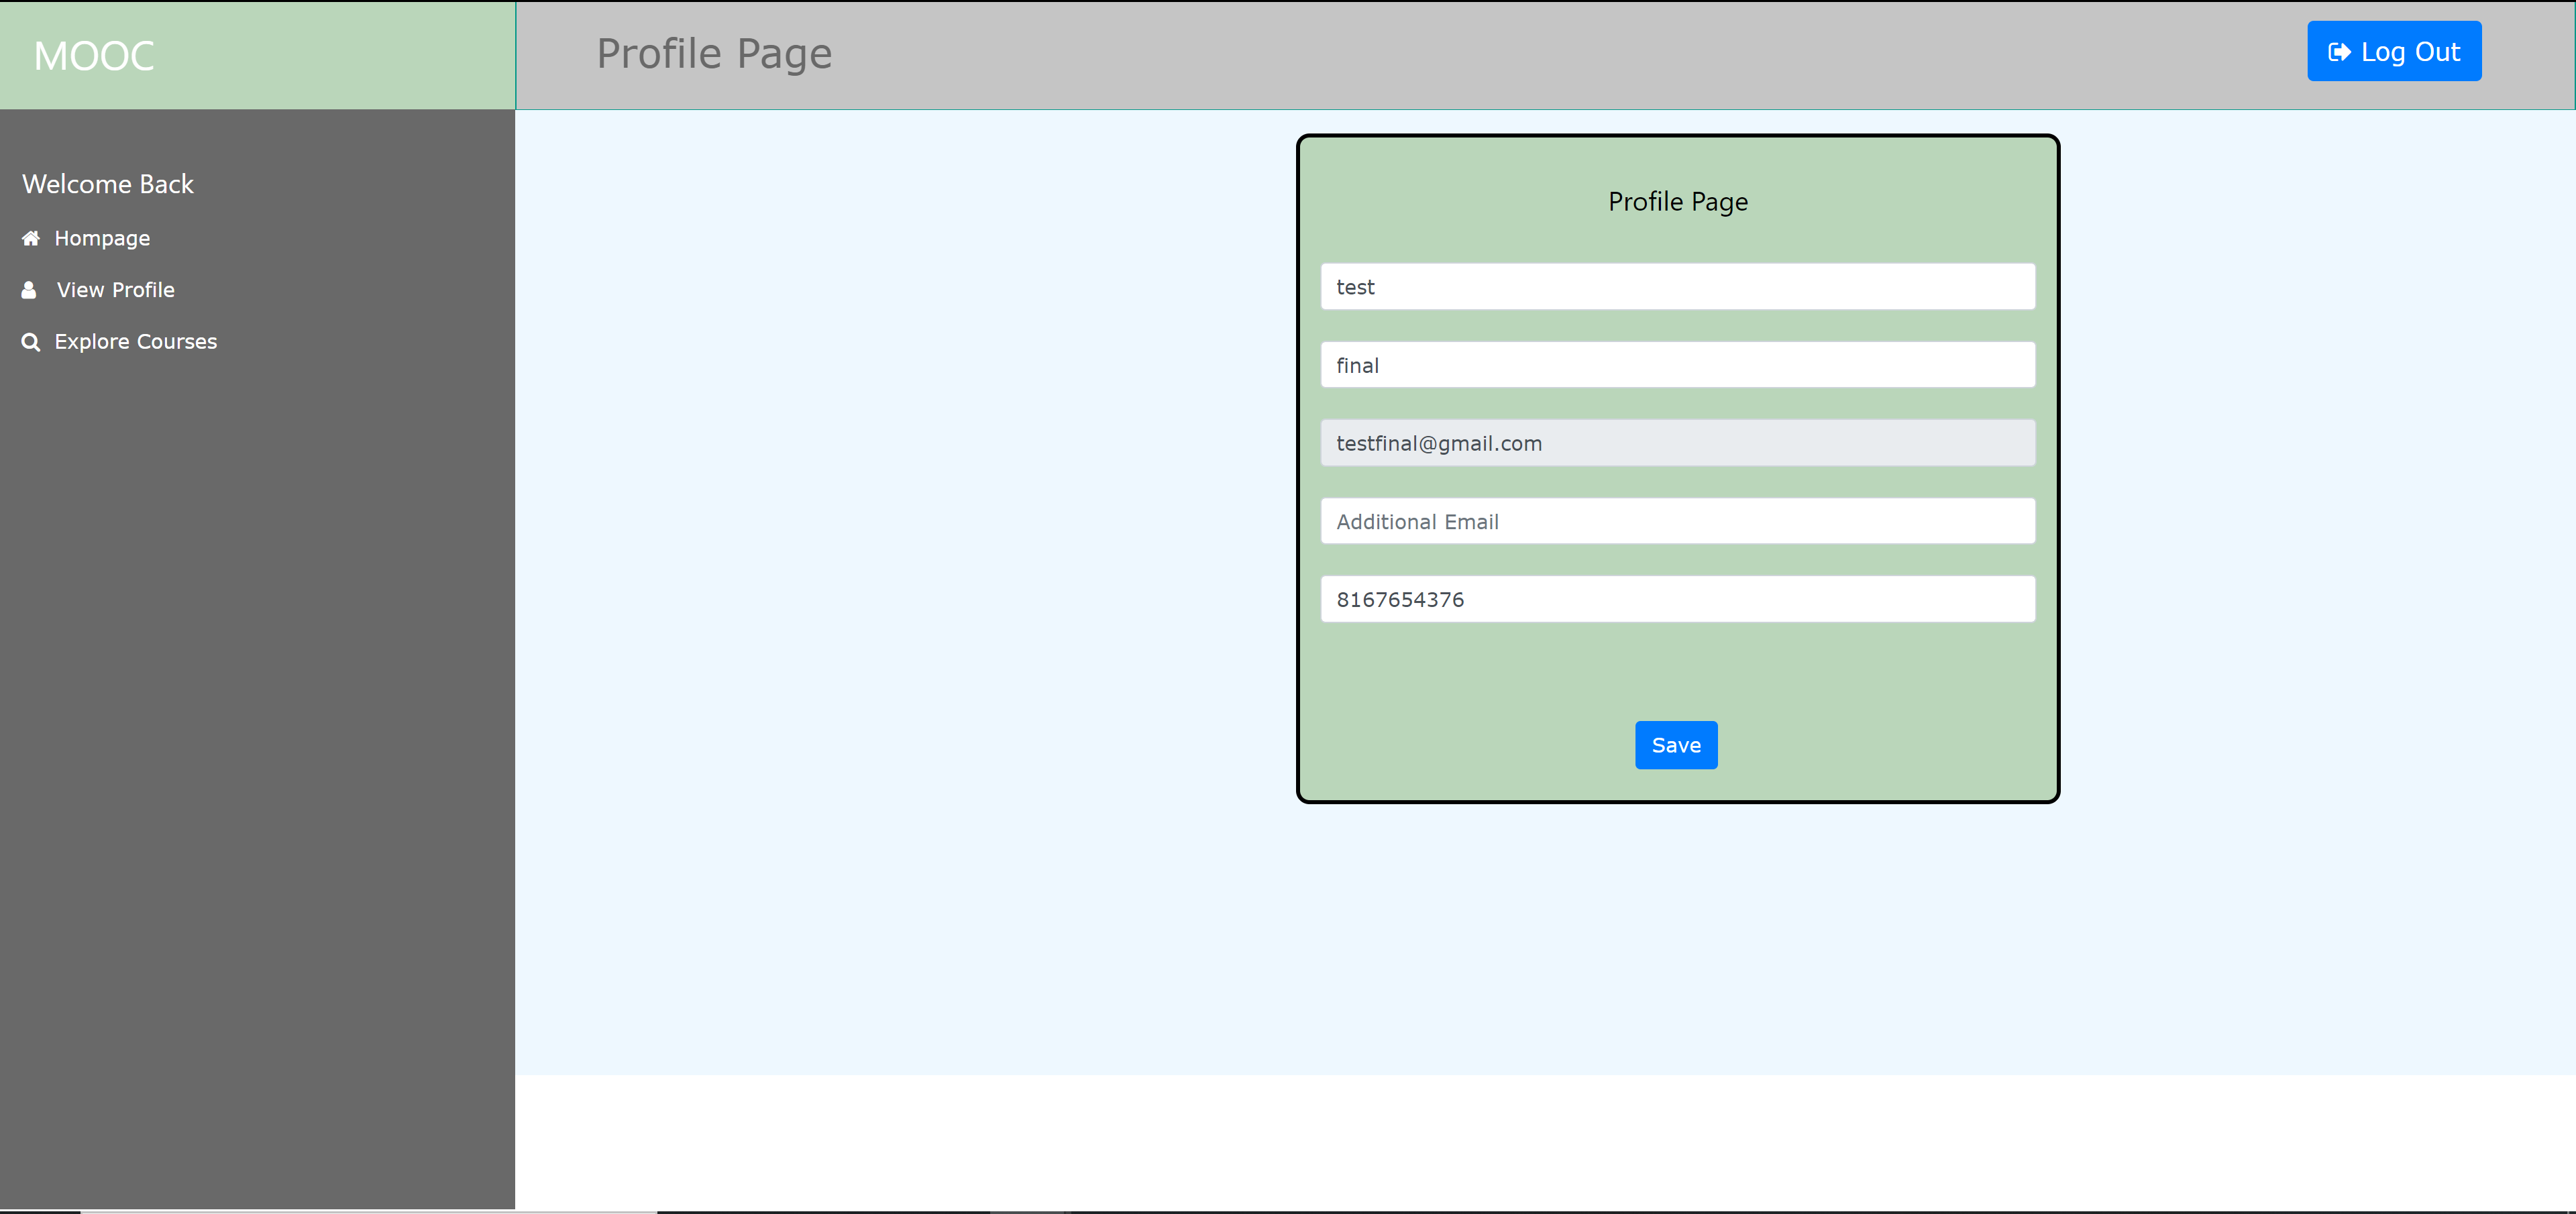 MOOC
Profile Page
Log Out
Welcome Back
Hompage
View Profile
Explore Courses
Profile Page
test
final
testfinal@gmail.com
Additional Email
8167654376
Save